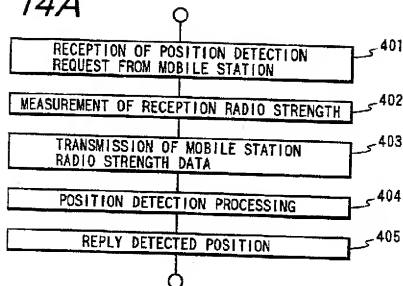 14A
RECEPTION OF POSITION DETECTION
REQUEST FROM MOBILE STATION
401
MEASUREMENT OF RECEPTION RADIO STRENGTH
402
TRANSMISSION OF MOBILE STATION
RADIO STRENGTH DATA
403
POSITION DETECTION PROCESSING
404
REPLY DETECTED POSITION
405